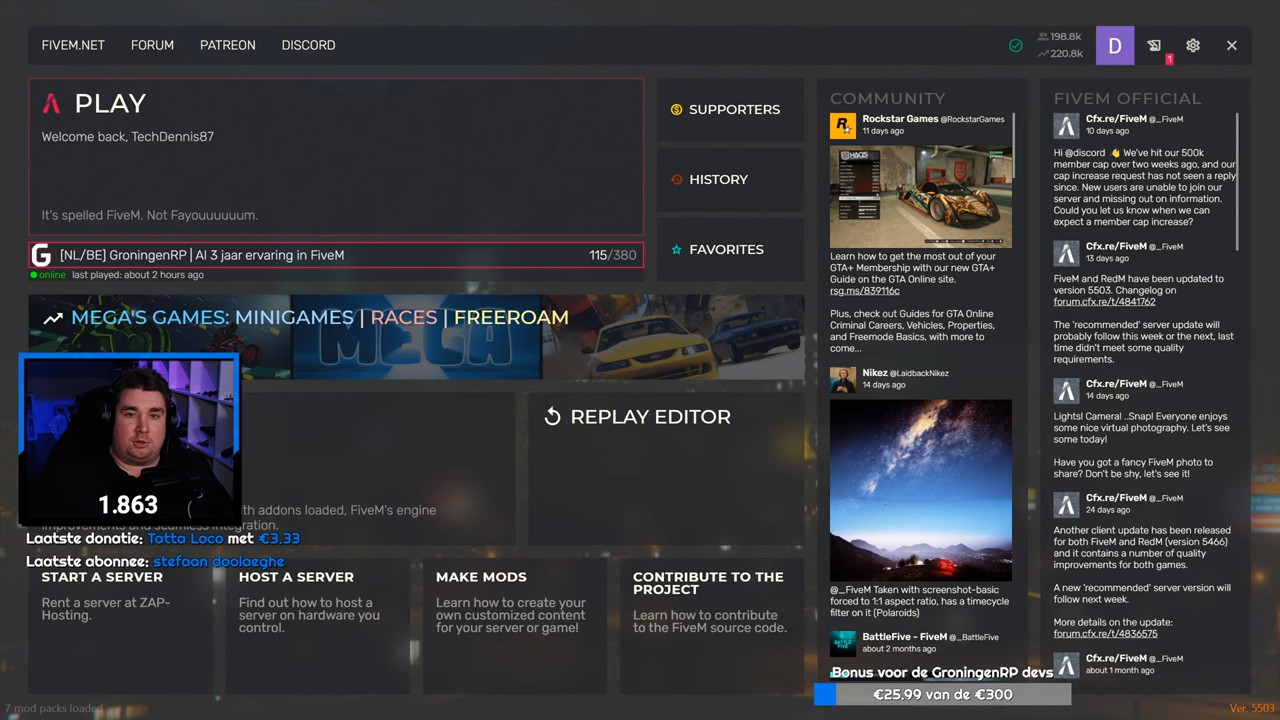 FIVEM.NET
FORUM
PATREON
DISCORD
198.8k
220.8k
D
1
PLAY
Welcome back, TechDennis87
It's spelled FiveM. Not Fayouuuuuum.
G
[NL/BE] GroningenRP | Al 3 jaar ervaring in FiveM
115/380
online
last played: about 2 hours ago
SUPPORTERS
HISTORY
FAVORITES
MEGA'S GAMES: MINIGAMES | RACES | FREEROAM
MEGA
REPLAY EDITOR
th addons loaded, FiveM's engine
improvements and seamless integration.
1.863
Laatste donatie: Tatta Loco met €3.33
Laatste abonnee: stefaan doolaeghe
START A SERVER
Rent a server at ZAP-
Hosting.
HOST A SERVER
Find out how to host a
server on hardware you
control.
MAKE MODS
Learn how to create your
own customized content
for your server or game!
CONTRIBUTE TO THE
PROJECT
Learn how to contribute
to the FiveM source code.
COMMUNITY
Rockstar Games @RockstarGames
11 days ago
Learn how to get the most out of your
GTA+ Membership with our new GTA+
Guide on the GTA Online site.
rsg.ms/839116c
Plus, check out Guides for GTA Online
Criminal Careers, Vehicles, Properties,
and Freemode Basics, with more to
come...
Nikez @LaidbackNikez
14 days ago
@_FiveM Taken with screenshot-basic
forced to 1:1 aspect ratio, has a timecycle
filter on it (Polaroids)
BattleFive - FiveM @_BattleFive
about 2 months ago
FIVEM OFFICIAL
Cfx.re/FiveM @_FiveM
10 days ago
Hi @discord 👋 We've hit our 500k
member cap over two weeks ago, and our
cap increase request has not seen a reply
since. New users are unable to join our
server and missing out on information.
Could you let us know when we can
expect a member cap increase?
Cfx.re/FiveM @_FiveM
13 days ago
FiveM and RedM have been updated to
version 5503. Changelog on
forum.cfx.re/t/4841762
The 'recommended' server update will
probably follow this week or the next, last
time didn't meet some quality
requirements.
Cfx.re/FiveM @_FiveM
14 days ago
Lights! Camera! ..Snap! Everyone enjoys
some nice virtual photography. Let's see
some today!
Have you got a fancy FiveM photo to
share? Don't be shy, let's see it!
Cfx.re/FiveM @_FiveM
24 days ago
Another client update has been released
for both FiveM and RedM (version 5466)
and it contains a number of quality
improvements for both games.
A new 'recommended' server version will
follow next week.
More details on the update:
forum.cfx.re/t/4836575
Cfx.re/FiveM @_FiveM
about 1 month ago
Bonus voor de GroningenRP devs
€25.99 van de €300
7 mod packs loaded
Ver. 5503